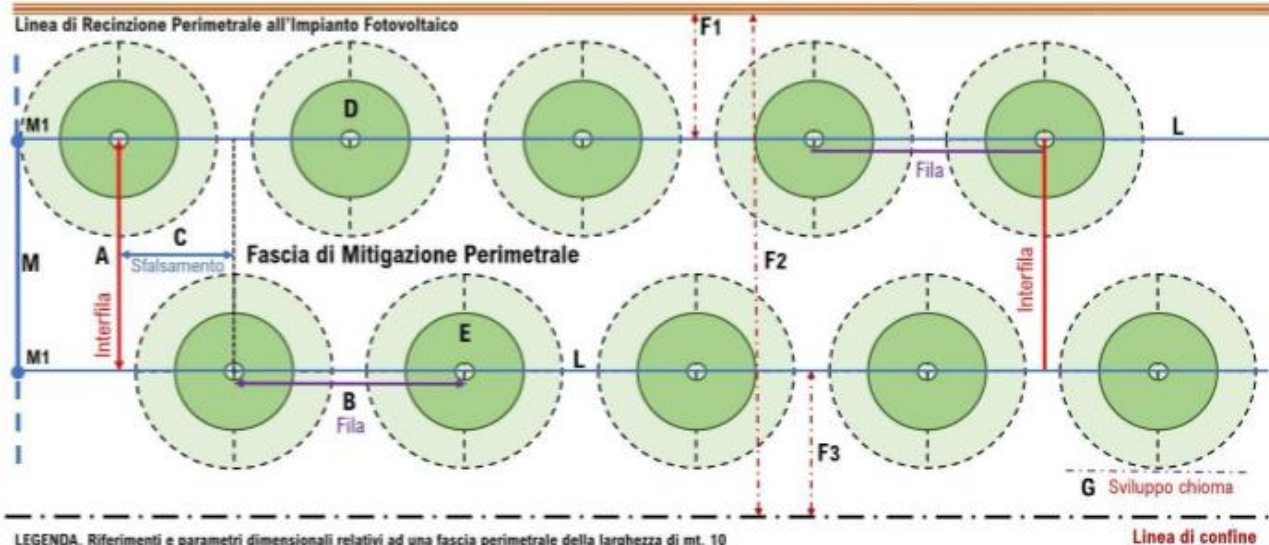 Linea di Recinzione Perimetrale all'Impianto Fotovoltaico
F1
D
M1
L
Fila
C
A
Sfalsamento
Fascia di Mitigazione Perimetrale
M
F2
Interfila
Interfila
E
M1
L
B
Fila
F3
G Sviluppo chioma
LEGENDA. Riferimenti e parametri dimensionali relativi ad una fascia perimetrale della larghezza di mt. 10
Linea di confine